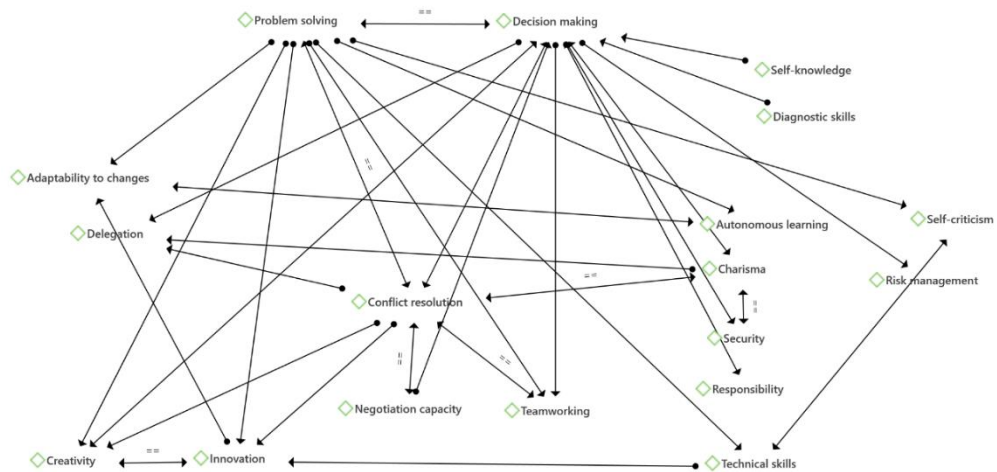 Problem solving
==
Decision making
Self-knowledge
Diagnostic skills
==
Adaptability to changes
Delegation
Autonomous learning
Self-criticism
Charisma
==
Risk management
Conflict resolution
==
Security
==
==
Responsibility
Negotiation capacity
Teamworking
==
Creativity
Innovation
Technical skills